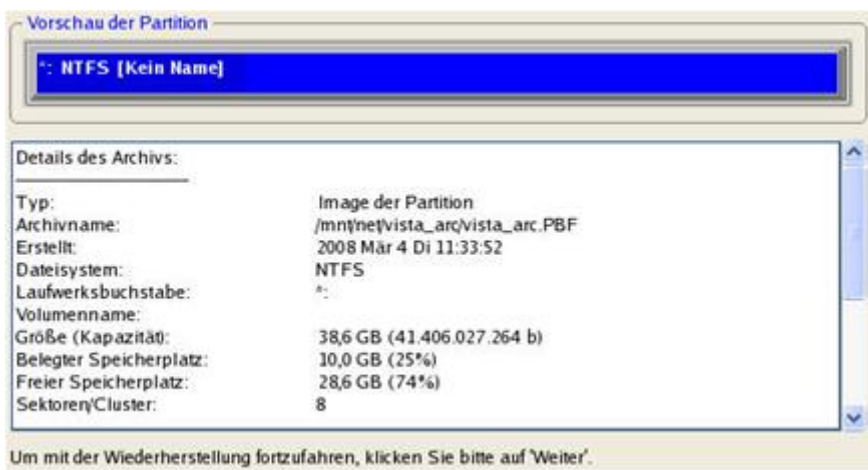 Vorschau der Partition
*: NTFS [Kein Name]
Details des Archivs:
Typ: Image der Partition
Archivname: /mnt/net/vista_arc/vista_arc.PBF
Erstellt: 2008 Mär 4 Di 11:33:52
Dateisystem: NTFS
Laufwerksbuchstabe: *:
Volumenname:
Größe (Kapazität): 38,6 GB (41.406.027.264 b)
Belegter Speicherplatz: 10,0 GB (25%)
Freier Speicherplatz: 28,6 GB (74%)
Sektoren/Cluster: 8
Um mit der Wiederherstellung fortzufahren, klicken Sie bitte auf 'Weiter'.